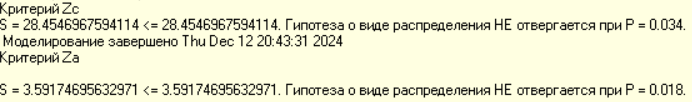 Критерий Zc
S = 28.4546967594114 <= 28.4546967594114. Гипотеза о виде распределения НЕ отвергается при P = 0.034.
Моделирование завершено Thu Dec 12 20:43:31 2024
Критерий Za
S = 3.59174695632971 <= 3.59174695632971. Гипотеза о виде распределения НЕ отвергается при P = 0.018.